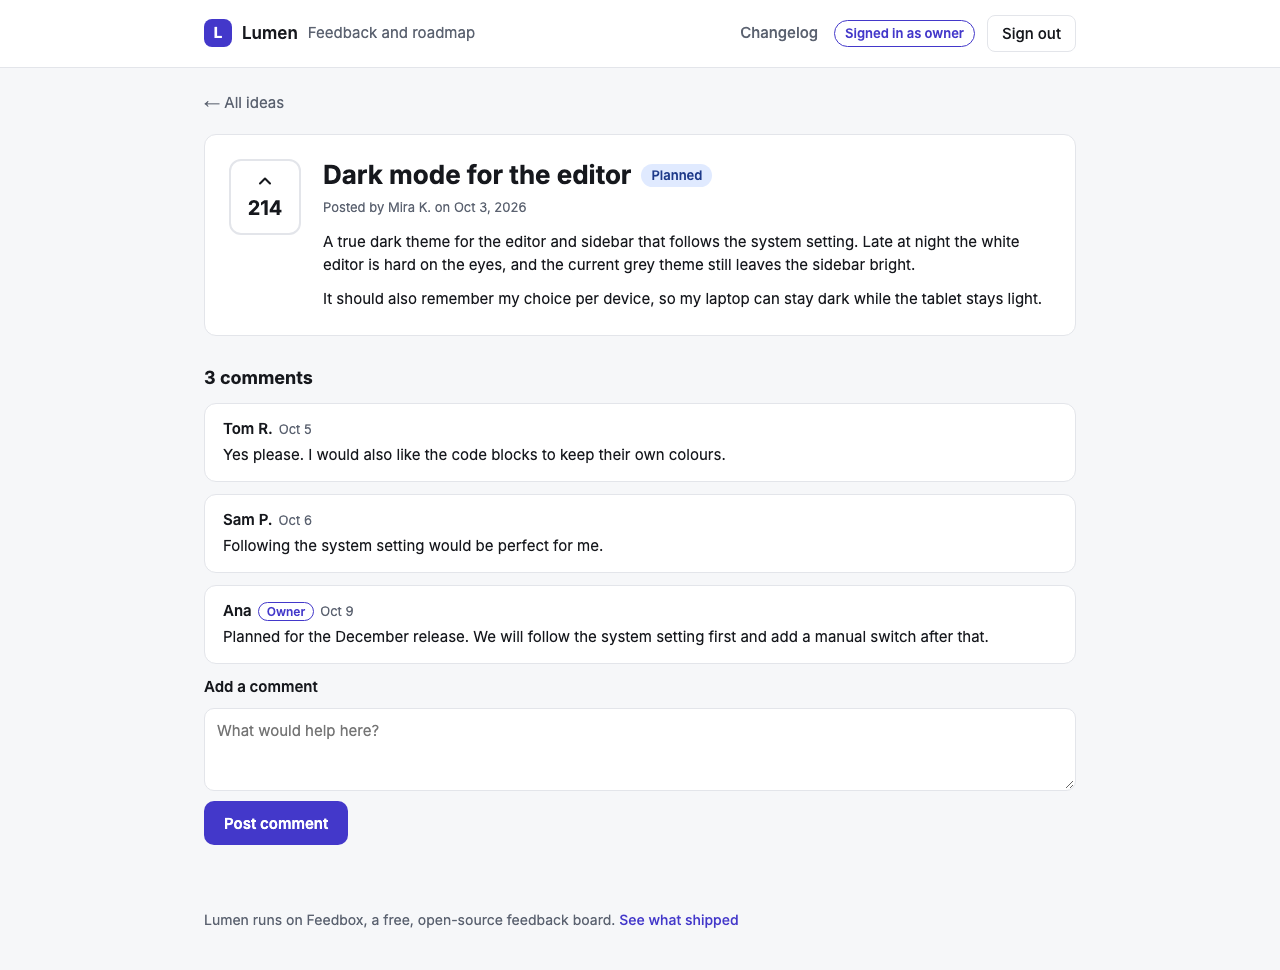 L Lumen Feedback and roadmap Changelog Signed in as owner Sign out
← All ideas
214
Dark mode for the editor Planned
Posted by Mira K. on Oct 3, 2026
A true dark theme for the editor and sidebar that follows the system setting. Late at night the white
editor is hard on the eyes, and the current grey theme still leaves the sidebar bright.
It should also remember my choice per device, so my laptop can stay dark while the tablet stays light.
3 comments
Tom R. Oct 5
Yes please. I would also like the code blocks to keep their own colours.
Sam P. Oct 6
Following the system setting would be perfect for me.
Ana Owner Oct 9
Planned for the December release. We will follow the system setting first and add a manual switch after that.
Add a comment
What would help here?
Post comment
Lumen runs on Feedbox, a free, open-source feedback board. See what shipped